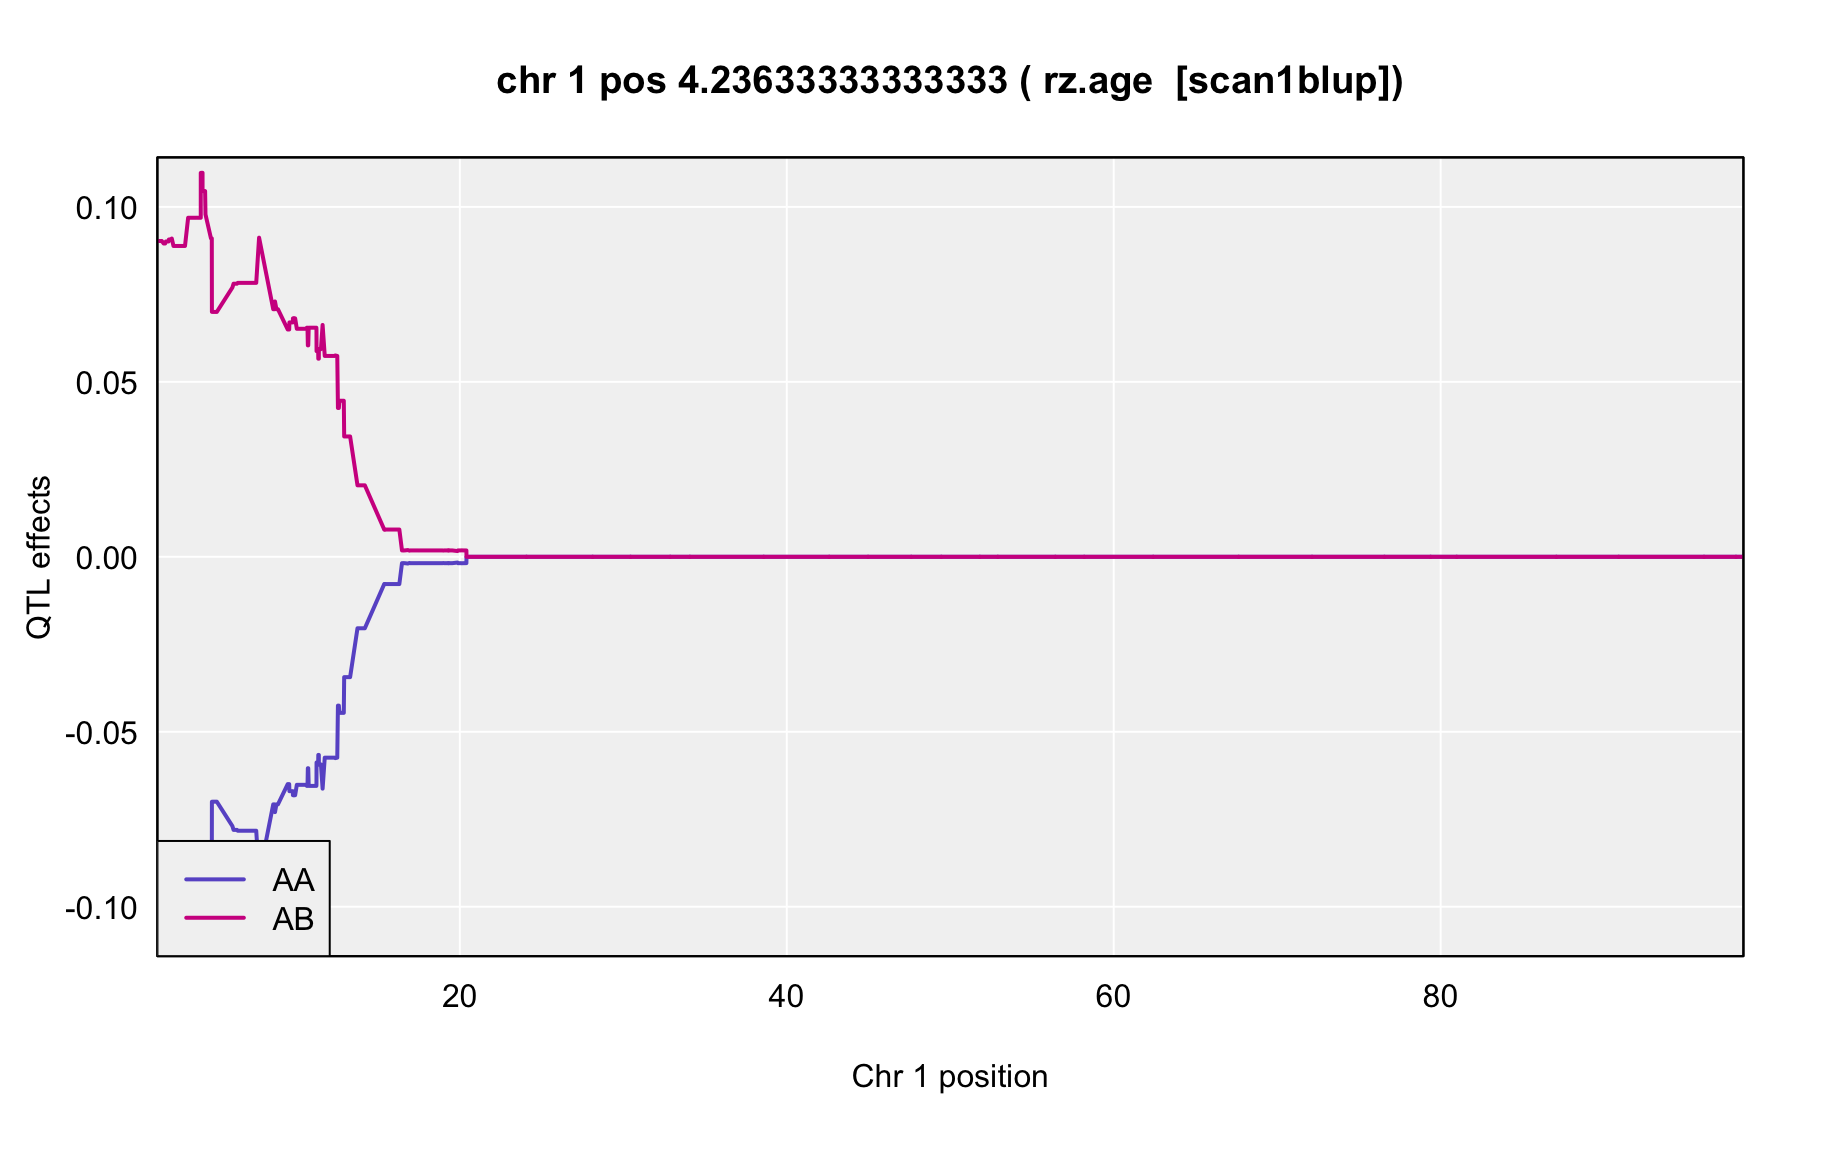 chr 1 pos 4.23633333333333 ( rz.age  [scan1blup])
0.10
0.05
0.00
-0.05
-0.10
QTL effects
AA
AB
20
40
60
80
Chr 1 position